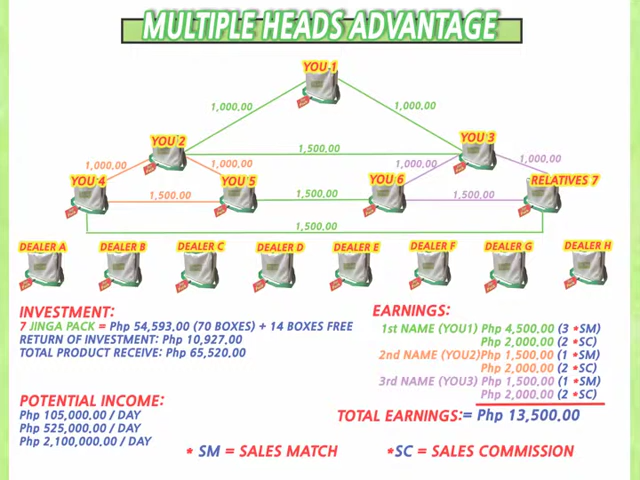 MULTIPLE HEADS ADVANTAGE
YOU 1
1,000.00
1,000.00
YOU 2
1,500.00
YOU 3
1,000.00
1,000.00
1,000.00
1,000.00
YOU 4
1,500.00
YOU 5
1,500.00
YOU 6
1,500.00
RELATIVES 7
1,500.00
DEALER A
DEALER B
DEALER C
DEALER D
DEALER E
DEALER F
DEALER G
DEALER H
INVESTMENT:
7 JINGA PACK = Php 54,593.00 (70 BOXES) + 14 BOXES FREE
RETURN OF INVESTMENT: Php 10,927.00
TOTAL PRODUCT RECEIVE: Php 65,520.00
EARNINGS:
1st NAME (YOU1) Php 4,500.00 (3 *SM)
Php 2,000.00 (2 *SC)
2nd NAME (YOU2)Php 1,500.00 (1 *SM)
Php 2,000.00 (2 *SC)
3rd NAME (YOU3) Php 1,500.00 (1 *SM)
Php 2,000.00 (2 *SC)
TOTAL EARNINGS:= Php 13,500.00
POTENTIAL INCOME:
Php 105,000.00 / DAY
Php 525,000.00 / DAY
Php 2,100,000.00 / DAY
* SM = SALES MATCH
*SC = SALES COMMISSION